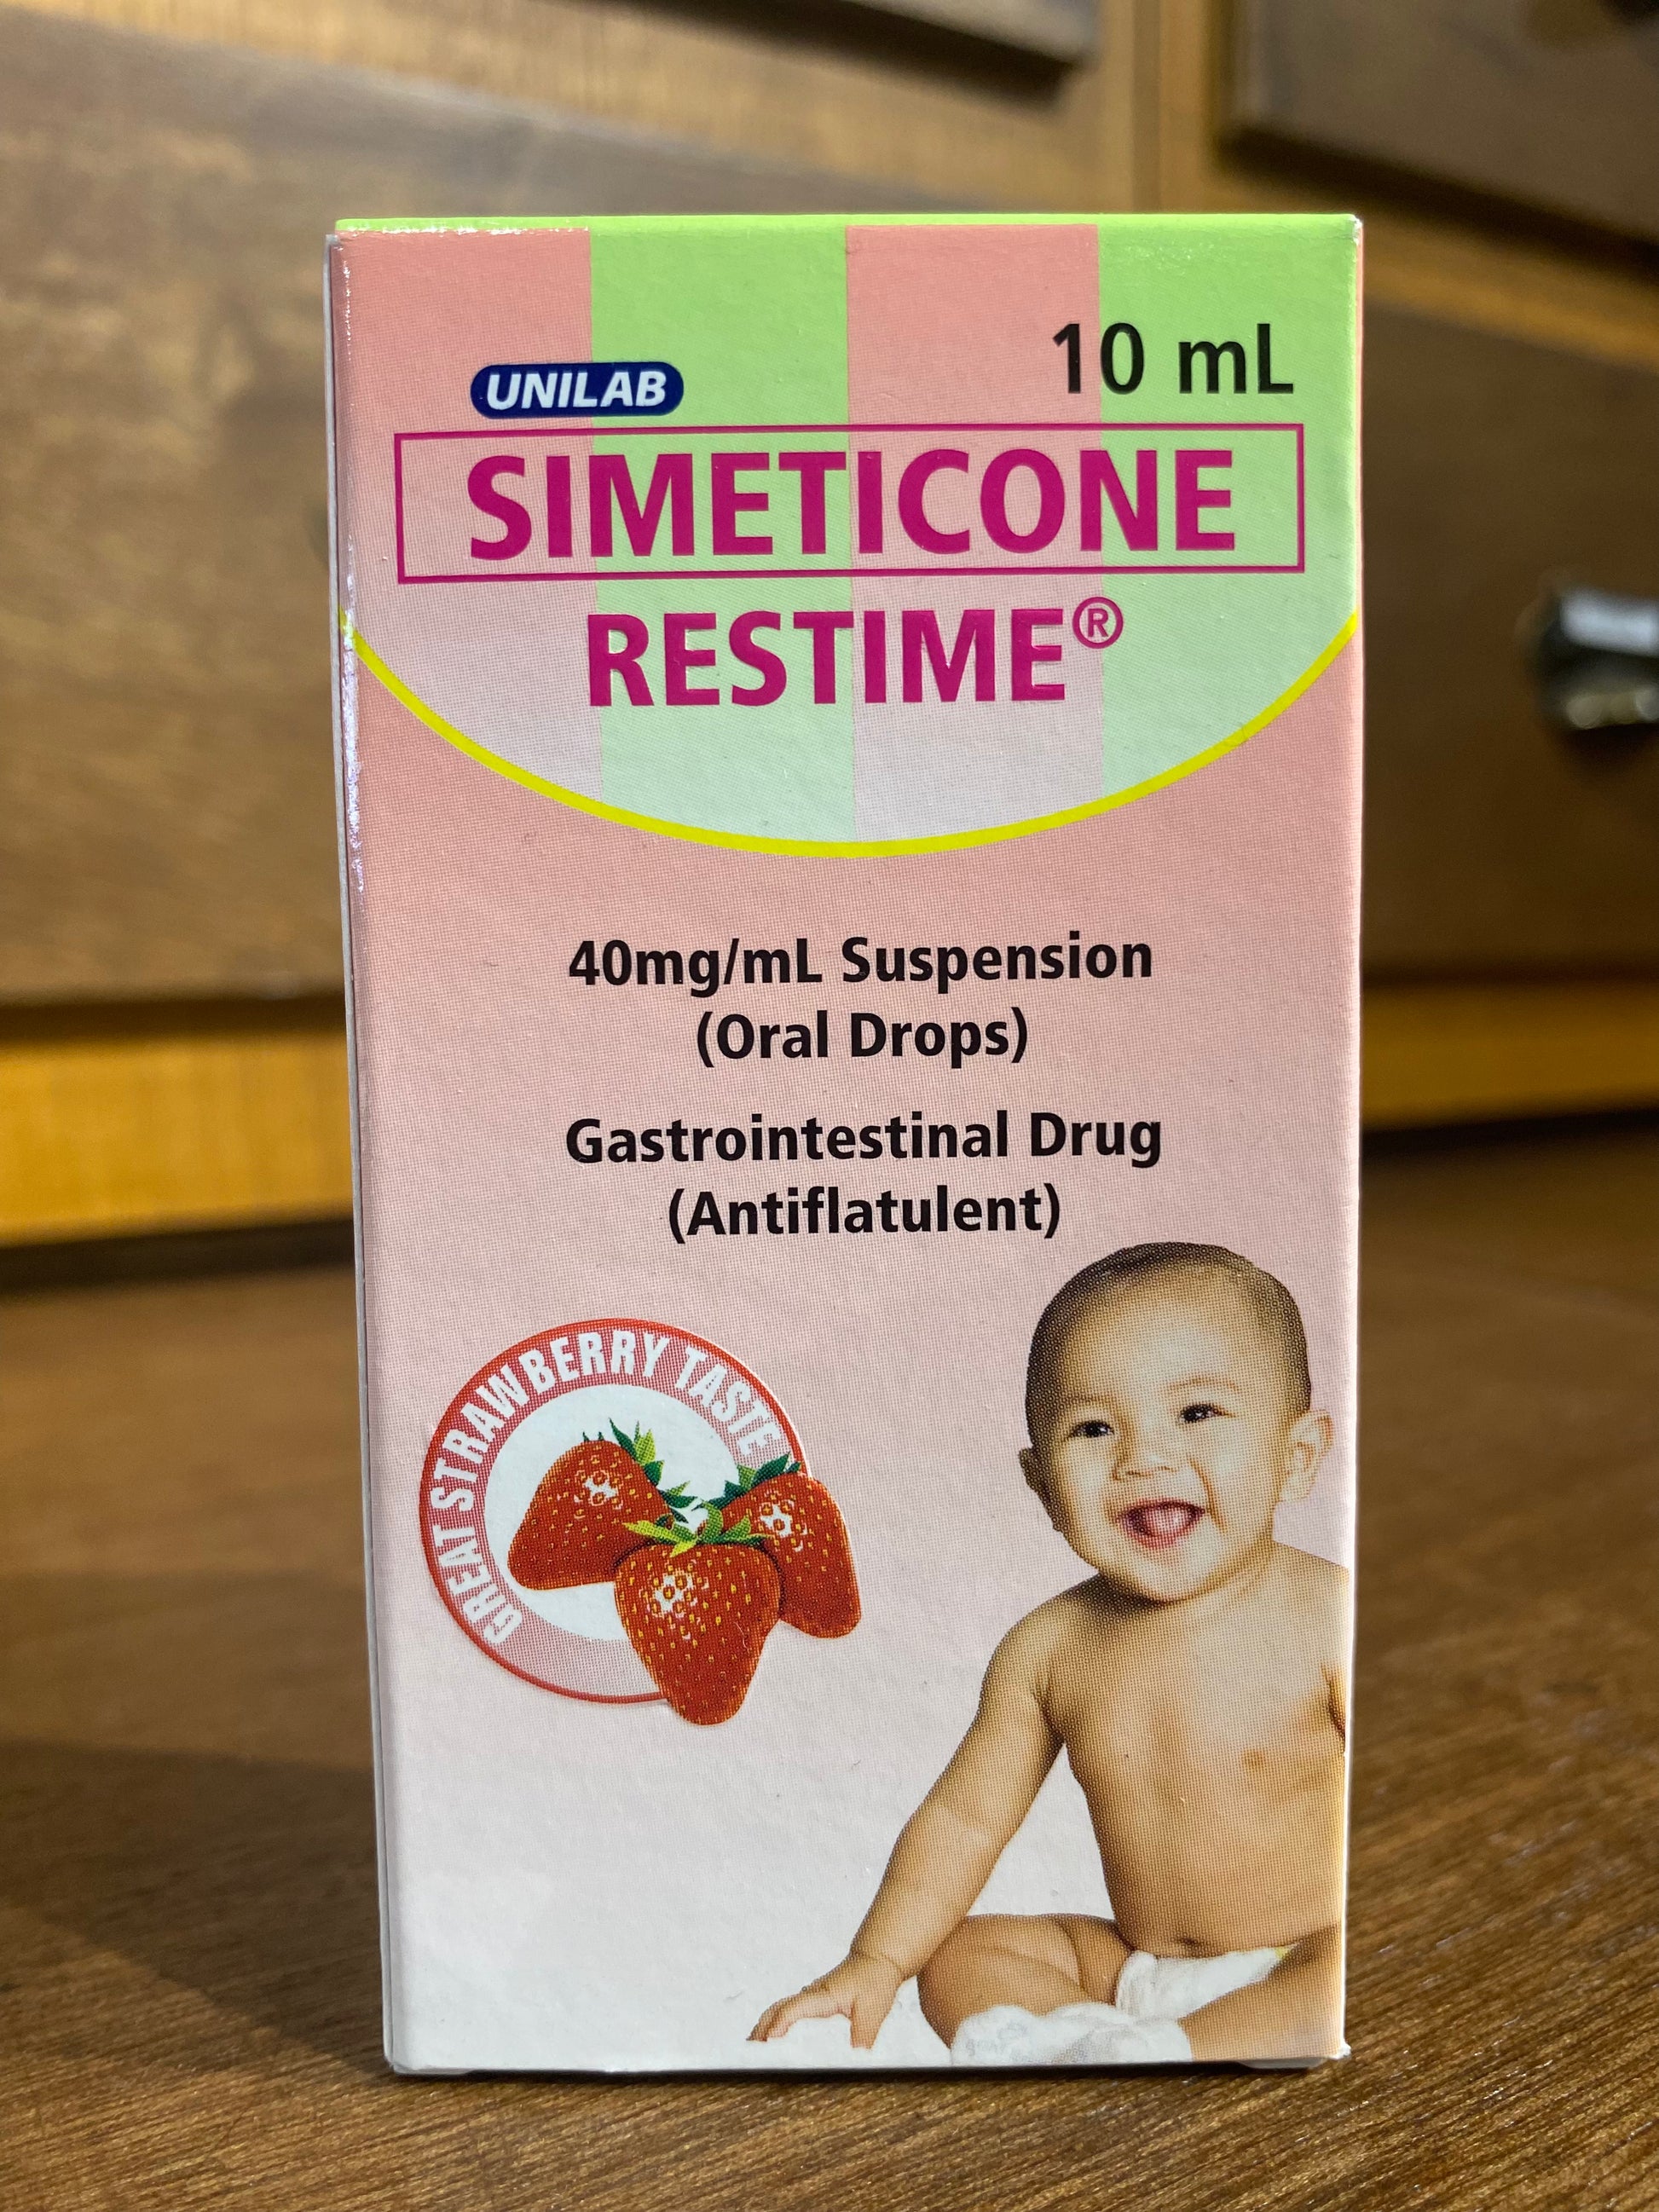 10 mL
UNILAB
SIMETICONE
RESTIME®
40mg/mL Suspension
(Oral Drops)
Gastrointestinal Drug
(Antiflatulent)
GREAT STRAWBERRY TASTE